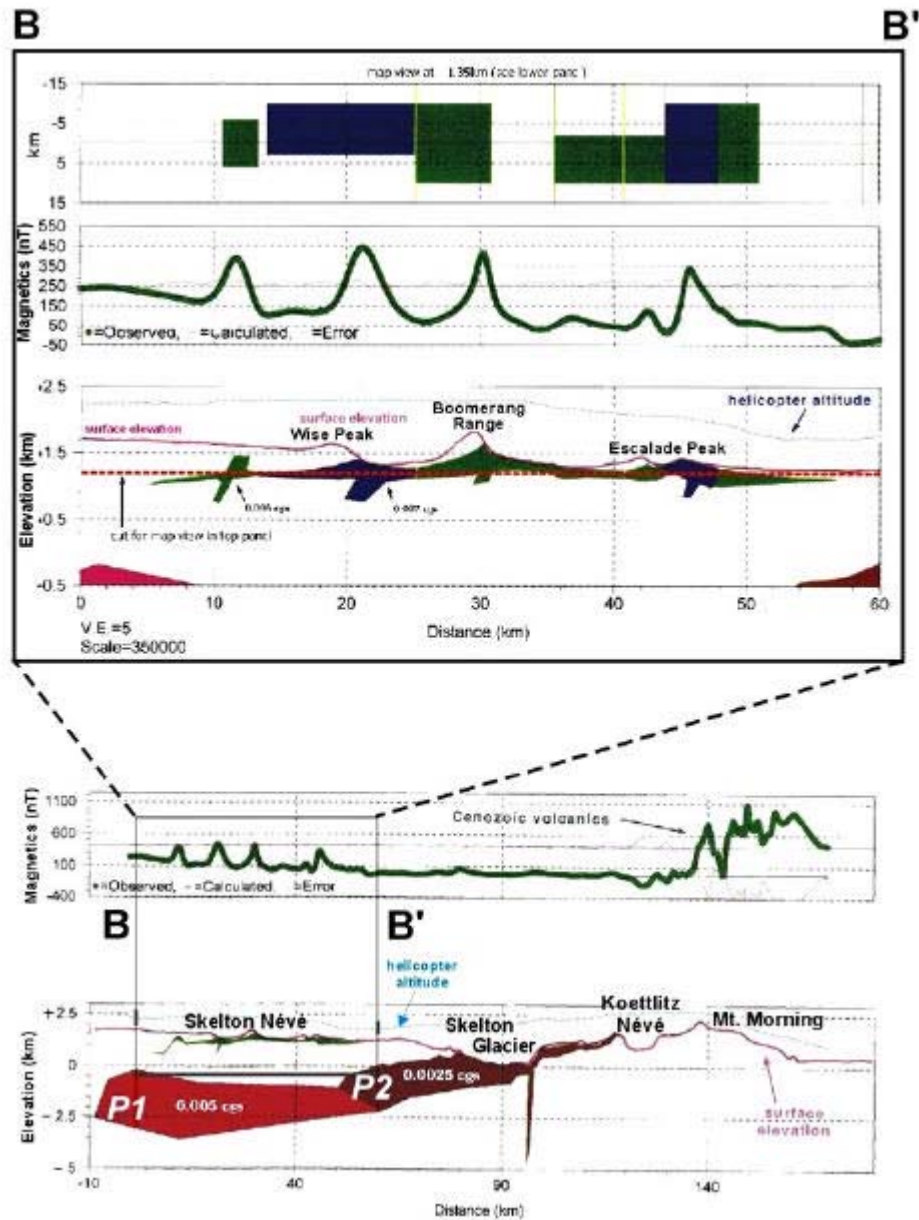 B B'
map view at 1.35km (see lower panel)
-15
-5
5
15
km
550
450
350
250
150
50
-50
Magnetics (nT)
=Observed, =Calculated, =Error
+2.5
+1.5
+0.5
-0.5
Elevation (km)
surface elevation
surface elevation
Wise Peak
Boomerang
Range
Escalade Peak
helicopter altitude
0.007 cgs
cut for map view in top panel
0 10 20 30 40 50 60
V.E.=5
Scale=350000
Distance (km)
1100
600
100
-400
Magnetics (nT)
Cenozoic volcanics
=Observed, =Calculated, =Error
B B'
helicopter
altitude
+2.5
0
-2.5
-5
Elevation (km)
Skelton Névé
Skelton
Glacier
Koettlitz
Névé
Mt. Morning
P1 0.005 cgs
P2 0.0025 cgs
surface
elevation
-10 40 90 140
Distance (km)